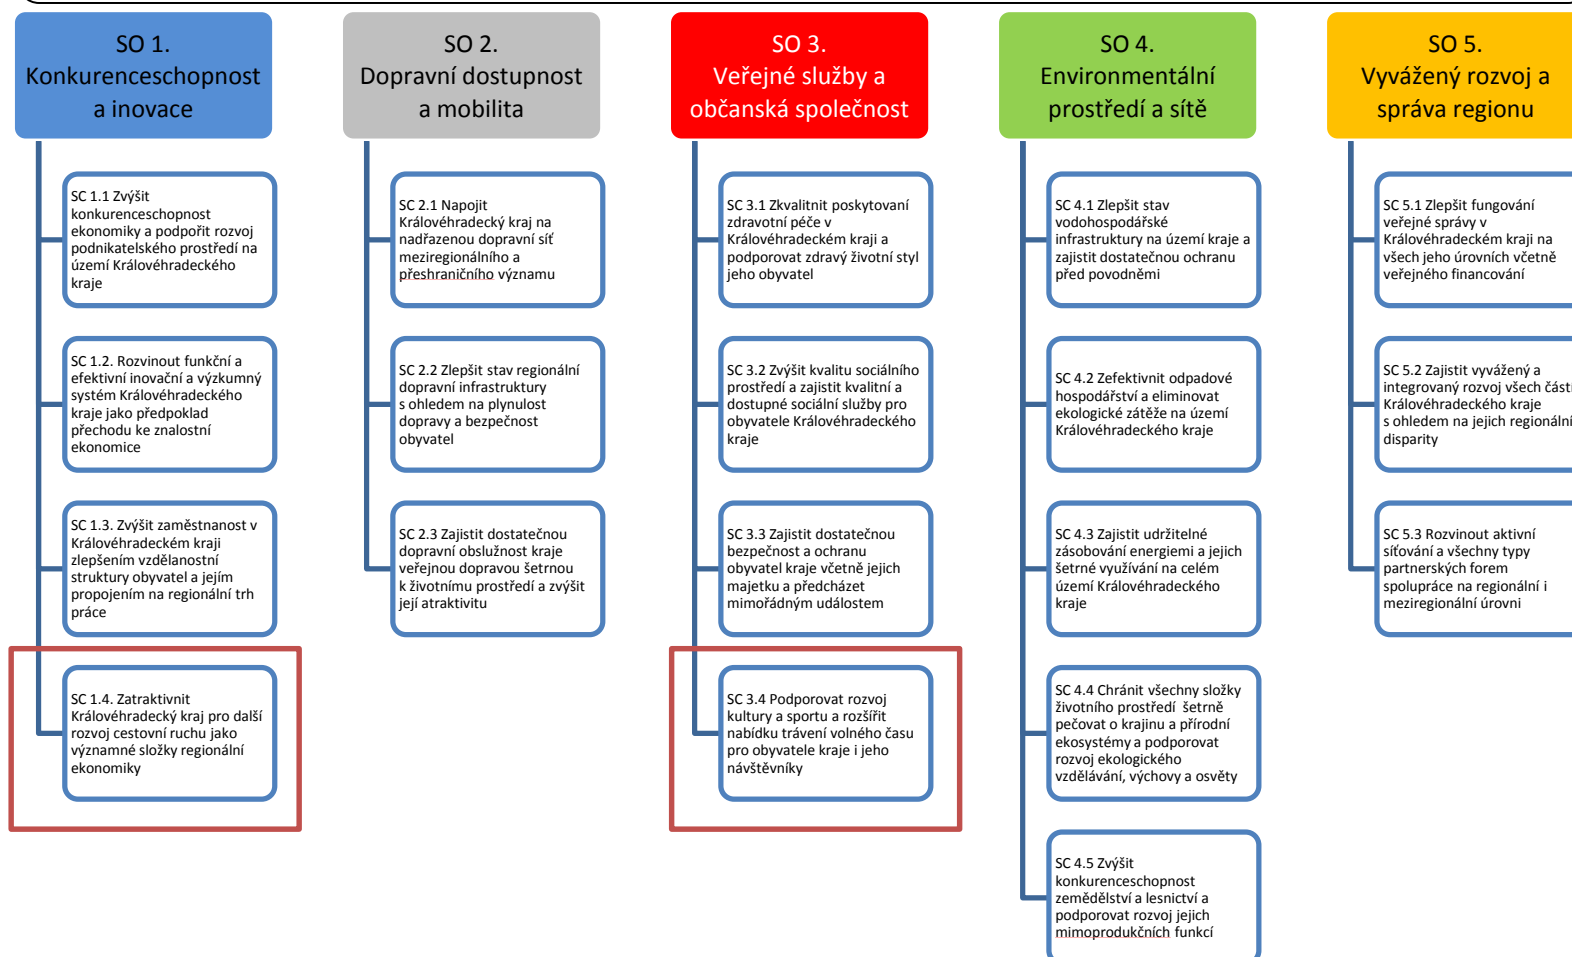 SO 1.
Konkurenceschopnost
a inovace
SC 1.1 Zvýšit
konkurenceschopnost
ekonomiky a podpořit rozvoj
podnikatelského prostředí na
území Královéhradeckého
kraje
SC 1.2. Rozvinout funkční a
efektivní inovační a výzkumný
systém Královéhradeckého
kraje jako předpoklad
přechodu ke znalostní
ekonomice
SC 1.3. Zvýšit zaměstnanost v
Královéhradeckém kraji
zlepšením vzdělanostní
struktury obyvatel a jejím
propojením na regionální trh
práce
SC 1.4. Zatraktivnit
Královéhradecký kraj pro další
rozvoj cestovní ruchu jako
významné složky regionální
ekonomiky
SO 2.
Dopravní dostupnost
a mobilita
SC 2.1 Napojit
Královéhradecký kraj na
nadřazenou dopravní síť
meziregionálního a
přeshraničního významu
SC 2.2 Zlepšit stav regionální
dopravní infrastruktury
s ohledem na plynulost
dopravy a bezpečnost
obyvatel
SC 2.3 Zajistit dostatečnou
dopravní obslužnost kraje
veřejnou dopravou šetrnou
k životnímu prostředí a zvýšit
její atraktivitu
SO 3.
Veřejné služby a
občanská společnost
SC 3.1 Zkvalitnit poskytovaní
zdravotní péče v
Královéhradeckém kraji a
podporovat zdravý životní styl
jeho obyvatel
SC 3.2 Zvýšit kvalitu sociálního
prostředí a zajistit kvalitní a
dostupné sociální služby pro
obyvatele Královéhradeckého
kraje
SC 3.3 Zajistit dostatečnou
bezpečnost a ochranu
obyvatel kraje včetně jejich
majetku a předcházet
mimořádným událostem
SC 3.4 Podporovat rozvoj
kultury a sportu a rozšířit
nabídku trávení volného času
pro obyvatele kraje i jeho
návštěvníky
SO 4.
Environmentální
prostředí a sítě
SC 4.1 Zlepšit stav
vodohospodářské
infrastruktury na území kraje a
zajistit dostatečnou ochranu
před povodněmi
SC 4.2 Zefektivnit odpadové
hospodářství a eliminovat
ekologické zátěže na území
Královéhradeckého kraje
SC 4.3 Zajistit udržitelné
zásobování energiemi a jejich
šetrné využívání na celém
území Královéhradeckého
kraje
SC 4.4 Chránit všechny složky
životního prostředí šetrně
pečovat o krajinu a přírodní
ekosystémy a podporovat
rozvoj ekologického
vzdělávání, výchovy a osvěty
SC 4.5 Zvýšit
konkurenceschopnost
zemědělství a lesnictví a
podporovat rozvoj jejich
mimoprodukčních funkcí
SO 5.
Vyvážený rozvoj a
správa regionu
SC 5.1 Zlepšit fungování
veřejné správy v
Královéhradeckém kraji na
všech jeho úrovních včetně
veřejného financování
SC 5.2 Zajistit vyvážený a
integrovaný rozvoj všech částí
Královéhradeckého kraje
s ohledem na jejich regionální
disparity
SC 5.3 Rozvinout aktivní
síťování a všechny typy
partnerských forem
spolupráce na regionální i
meziregionální úrovni